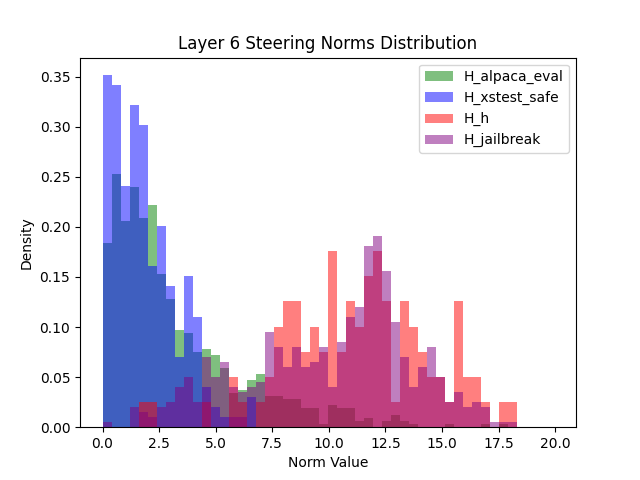 Layer 6 Steering Norms Distribution
H_alpaca_eval
H_xstest_safe
H_h
H_jailbreak
Density
0.35
0.30
0.25
0.20
0.15
0.10
0.05
0.00
0.0 2.5 5.0 7.5 10.0 12.5 15.0 17.5 20.0
Norm Value